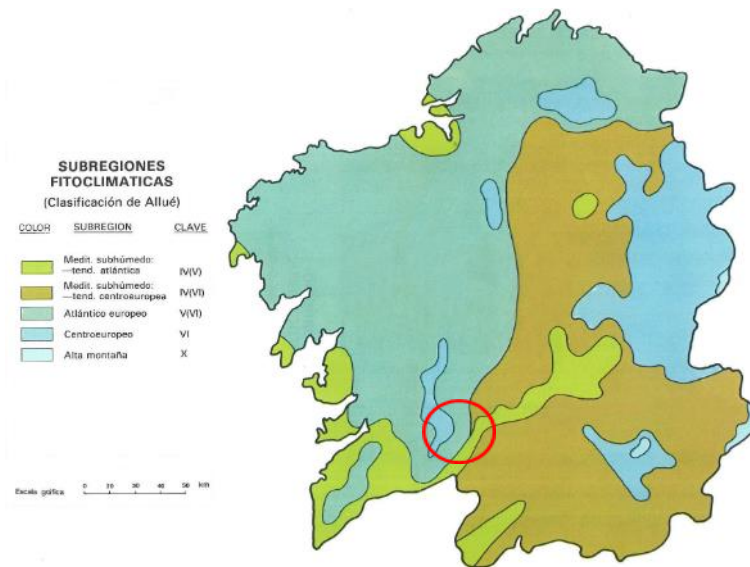 SUBREGIONES
FITOCLIMATICAS
(Clasificación de Allué)
COLOR SUBREGION CLAVE
Medit. subhúmedo:
—tend. atlántica IV(V)
Medit. subhúmedo:
—tend. centroeuropea IV(VI)
Atlántico europeo V(VI)
Centroeuropeo VI
Alta montaña X
Escala gráfica 0 10 20 30 40 50 km